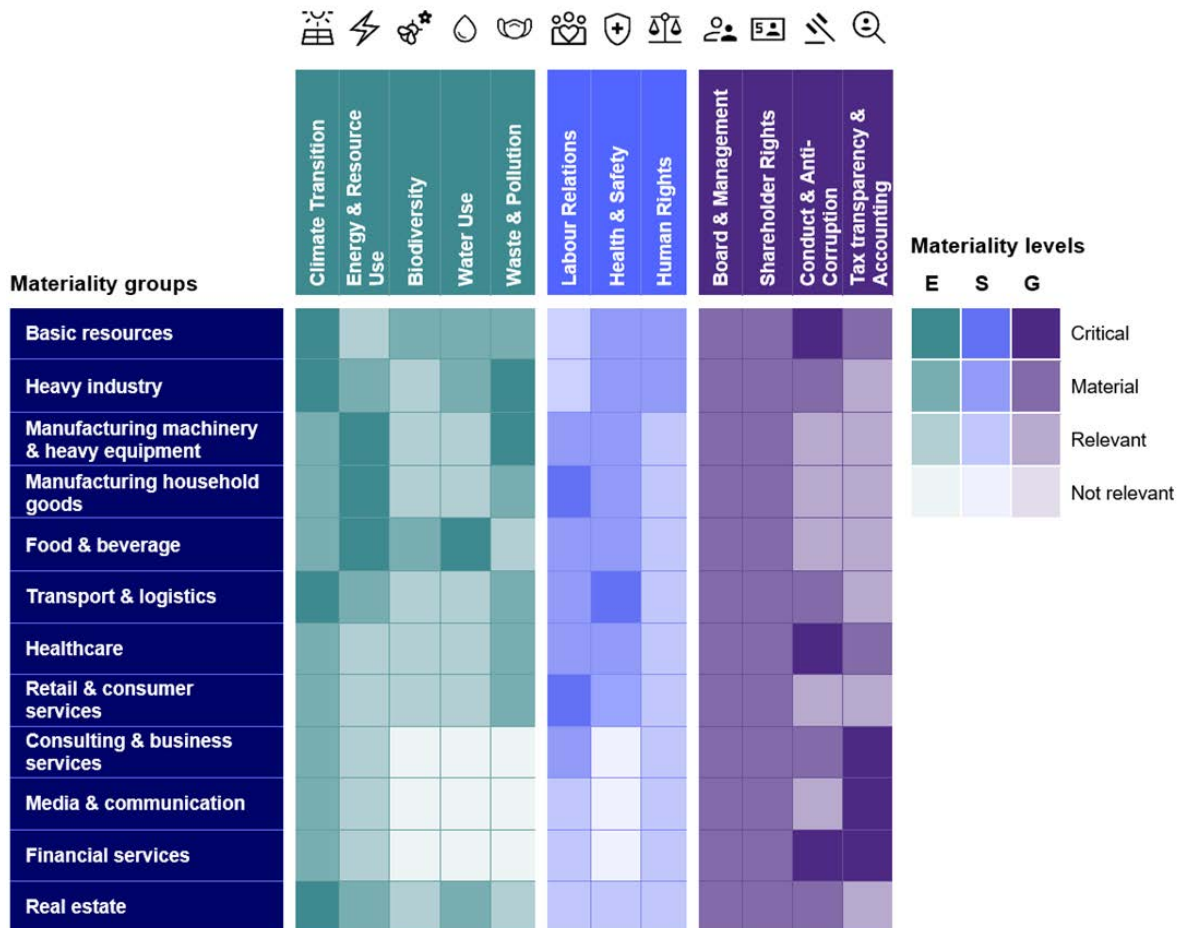 Climate Transition
Energy & Resource
Use
Biodiversity
Water Use
Waste & Pollution
Labour Relations
Health & Safety
Human Rights
Board & Management
Shareholder Rights
Conduct & Anti-
Corruption
Tax transparency &
Accounting
Materiality groups
Basic resources
Heavy industry
Manufacturing machinery
& heavy equipment
Manufacturing household
goods
Food & beverage
Transport & logistics
Healthcare
Retail & consumer
services
Consulting & business
services
Media & communication
Financial services
Real estate
Materiality levels
E S G
Critical
Material
Relevant
Not relevant